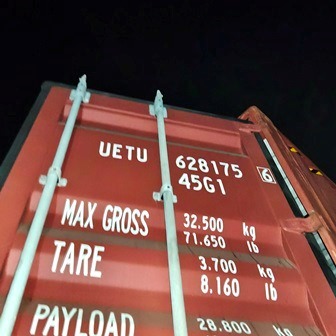 UETU 628175 6
45G1
MAX GROSS 32.500 kg
71.650 lb
TARE 3.700 kg
8.160 lb
PAYLOAD 28.800 kg